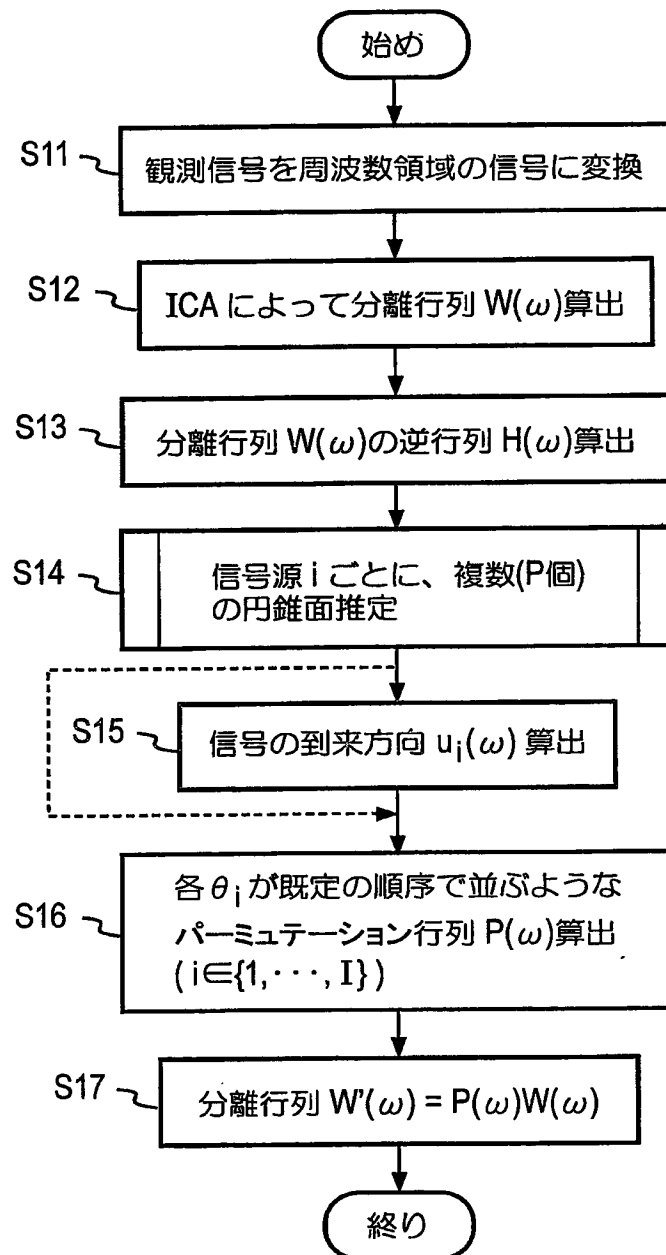 始め
S11
観測信号を周波数領域の信号に変換
S12
ICA によって分離行列 W(ω)算出
S13
分離行列 W(ω)の逆行列 H(ω)算出
S14
信号源 i ごとに、複数(P個)
の円錐面推定
S15
信号の到来方向 ui(ω) 算出
S16
各 θi が既定の順序で並ぶような
パーミュテーション行列 P(ω)算出
( i∈{1,・・・, I} )
S17
分離行列 W'(ω) = P(ω)W(ω)
終り